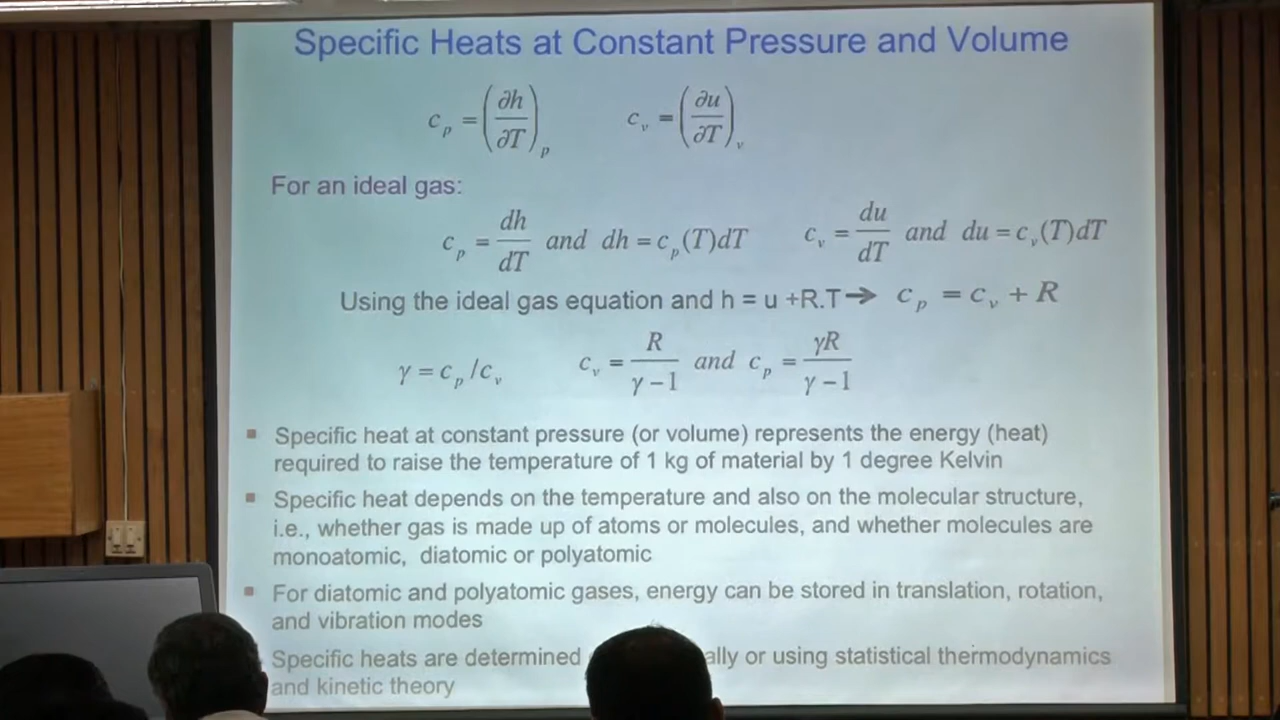 Specific Heats at Constant Pressure and Volume
c_p = (∂h/∂T)_p    c_v = (∂u/∂T)_v
For an ideal gas:
c_p = dh/dT and dh = c_p(T)dT    c_v = du/dT and du = c_v(T)dT
Using the ideal gas equation and h = u +R.T→ c_p = c_v + R
γ = c_p /c_v    c_v = R/(γ − 1) and c_p = γR/(γ − 1)
▪ Specific heat at constant pressure (or volume) represents the energy (heat)
required to raise the temperature of 1 kg of material by 1 degree Kelvin
▪ Specific heat depends on the temperature and also on the molecular structure,
i.e., whether gas is made up of atoms or molecules, and whether molecules are
monoatomic, diatomic or polyatomic
▪ For diatomic and polyatomic gases, energy can be stored in translation, rotation,
and vibration modes
Specific heats are determined ally or using statistical thermodynamics
and kinetic theory